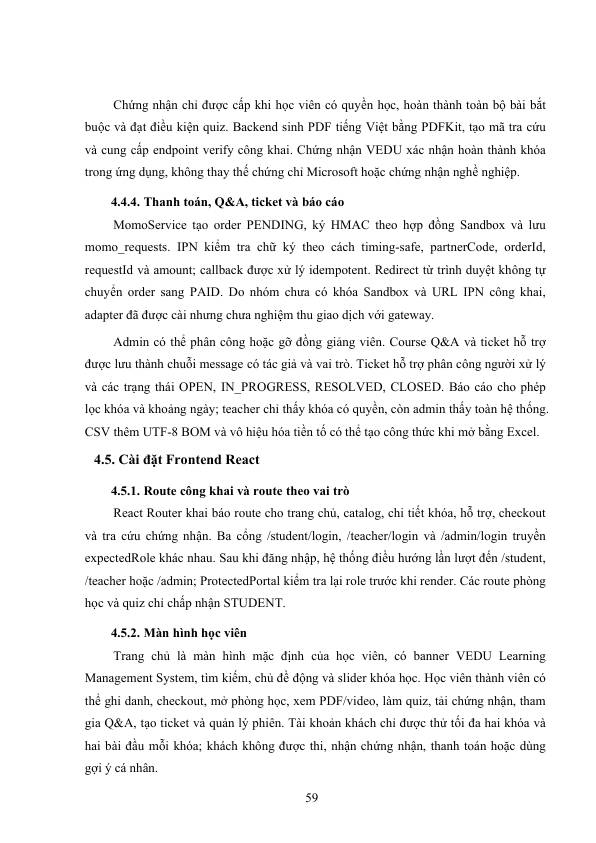 Chứng nhận chỉ được cấp khi học viên có quyền học, hoàn thành toàn bộ bài bắt
buộc và đạt điều kiện quiz. Backend sinh PDF tiếng Việt bằng PDFKit, tạo mã tra cứu
và cung cấp endpoint verify công khai. Chứng nhận VEDU xác nhận hoàn thành khóa
trong ứng dụng, không thay thế chứng chỉ Microsoft hoặc chứng nhận nghề nghiệp.
4.4.4. Thanh toán, Q&A, ticket và báo cáo
MomoService tạo order PENDING, ký HMAC theo hợp đồng Sandbox và lưu
momo_requests. IPN kiểm tra chữ ký theo cách timing-safe, partnerCode, orderId,
requestId và amount; callback được xử lý idempotent. Redirect từ trình duyệt không tự
chuyển order sang PAID. Do nhóm chưa có khóa Sandbox và URL IPN công khai,
adapter đã được cài nhưng chưa nghiệm thu giao dịch với gateway.
Admin có thể phân công hoặc gỡ đồng giảng viên. Course Q&A và ticket hỗ trợ
được lưu thành chuỗi message có tác giả và vai trò. Ticket hỗ trợ phân công người xử lý
và các trạng thái OPEN, IN_PROGRESS, RESOLVED, CLOSED. Báo cáo cho phép
lọc khóa và khoảng ngày; teacher chỉ thấy khóa có quyền, còn admin thấy toàn hệ thống.
CSV thêm UTF-8 BOM và vô hiệu hóa tiền tố có thể tạo công thức khi mở bằng Excel.
4.5. Cài đặt Frontend React
4.5.1. Route công khai và route theo vai trò
React Router khai báo route cho trang chủ, catalog, chi tiết khóa, hỗ trợ, checkout
và tra cứu chứng nhận. Ba cổng /student/login, /teacher/login và /admin/login truyền
expectedRole khác nhau. Sau khi đăng nhập, hệ thống điều hướng lần lượt đến /student,
/teacher hoặc /admin; ProtectedPortal kiểm tra lại role trước khi render. Các route phòng
học và quiz chỉ chấp nhận STUDENT.
4.5.2. Màn hình học viên
Trang chủ là màn hình mặc định của học viên, có banner VEDU Learning
Management System, tìm kiếm, chủ đề động và slider khóa học. Học viên thành viên có
thể ghi danh, checkout, mở phòng học, xem PDF/video, làm quiz, tải chứng nhận, tham
gia Q&A, tạo ticket và quản lý phiên. Tài khoản khách chỉ được thử tối đa hai khóa và
hai bài đầu mỗi khóa; khách không được thi, nhận chứng nhận, thanh toán hoặc dùng
gợi ý cá nhân.
59